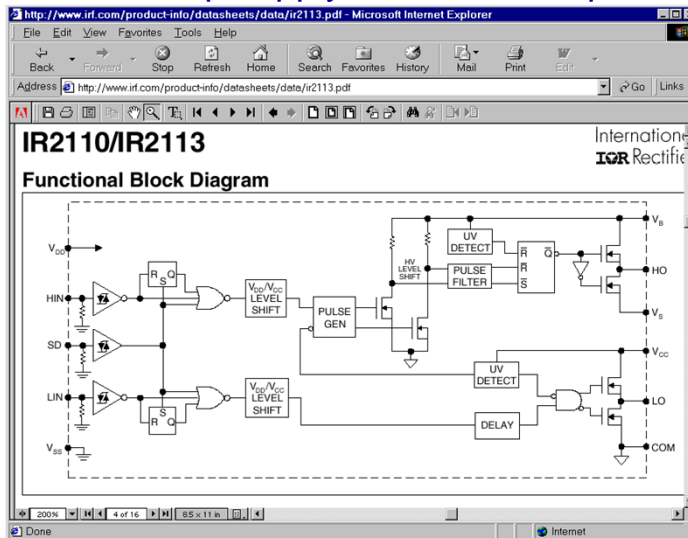 http://www.irf.com/product-info/datasheets/data/ir2113.pdf - Microsoft Internet Explorer
File Edit View Favorites Tools Help
Back Forward Stop Refresh Home Search Favorites History Mail Print Edit
Address http://www.irf.com/product-info/datasheets/data/ir2113.pdf Go Links
IR2110/IR2113
Internation
IOR Rectifie
Functional Block Diagram
VDD
HIN
SD
LIN
VSS
R Q
S
VDD/VCC
LEVEL
SHIFT
S
R Q
VDD/VCC
LEVEL
SHIFT
PULSE
GEN
HV
LEVEL
SHIFT
UV
DETECT
PULSE
FILTER
R Q
R
S
VB
HO
VS
UV
DETECT
DELAY
VCC
LO
COM
200% 4 of 16 8.5 x 11 in
Done Internet